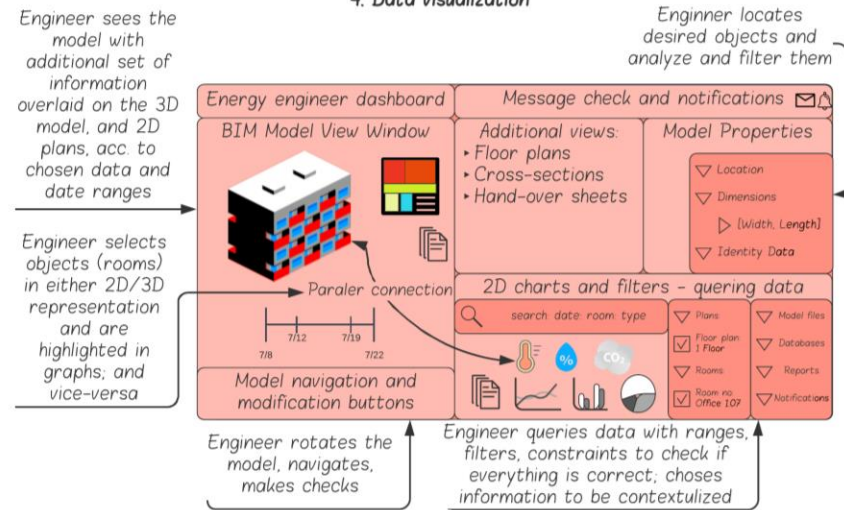 4. Data visualization
Engineer sees the
model with
additional set of
information
overlaid on the 3D
model, and 2D
plans, acc. to
chosen data and
date ranges
Enginner locates
desired objects and
analyze and filter them
Energy engineer dashboard
Message check and notifications
BIM Model View Window
Additional views:
▸ Floor plans
▸ Cross-sections
▸ Hand-over sheets
Model Properties
Location
Dimensions
[Width, Length]
Identity Data
Engineer selects
objects (rooms)
in either 2D/3D
representation
and are
highlighted in
graphs; and
vice-versa
Paraler connection
7/8
7/12
7/19
7/22
2D charts and filters - quering data
search: date: room: type
%
CO2
Plans
Floor plan
1 Floor
Rooms
Room no
Office 107
Model files
Databases
Reports
Notifications
Model navigation and
modification buttons
Engineer rotates the
model, navigates,
makes checks
Engineer queries data with ranges,
filters, constraints to check if
everything is correct; choses
information to be contextulized